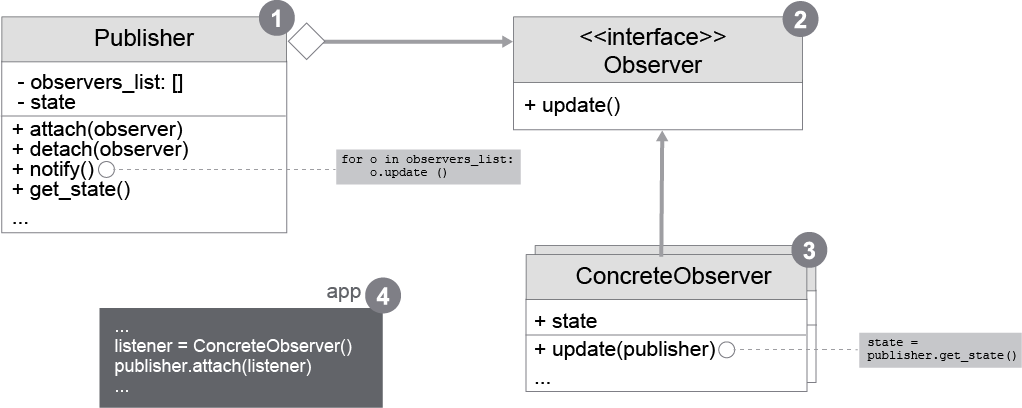 1
Publisher
- observers_list: []
- state
+ attach(observer)
+ detach(observer)
+ notify()
+ get_state()
...
for o in observers_list:
o.update ()
2
<<interface>>
Observer
+ update()
3
ConcreteObserver
+ state
+ update(publisher)
...
state =
publisher.get_state()
app
4
...
listener = ConcreteObserver()
publisher.attach(listener)
...